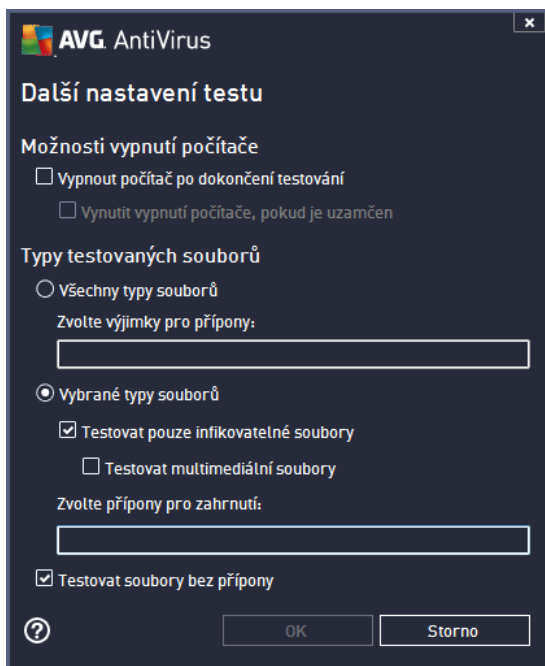 AVG. AntiVirus
Další nastavení testu
Možnosti vypnutí počítače
Vypnout počítač po dokončení testování
Vynutit vypnutí počítače, pokud je uzamčen
Typy testovaných souborů
Všechny typy souborů
Zvolte výjimky pro přípony:
Vybrané typy souborů
Testovat pouze infikovatelné soubory
Testovat multimediální soubory
Zvolte přípony pro zahrnutí:
Testovat soubory bez přípony
OK
Storno